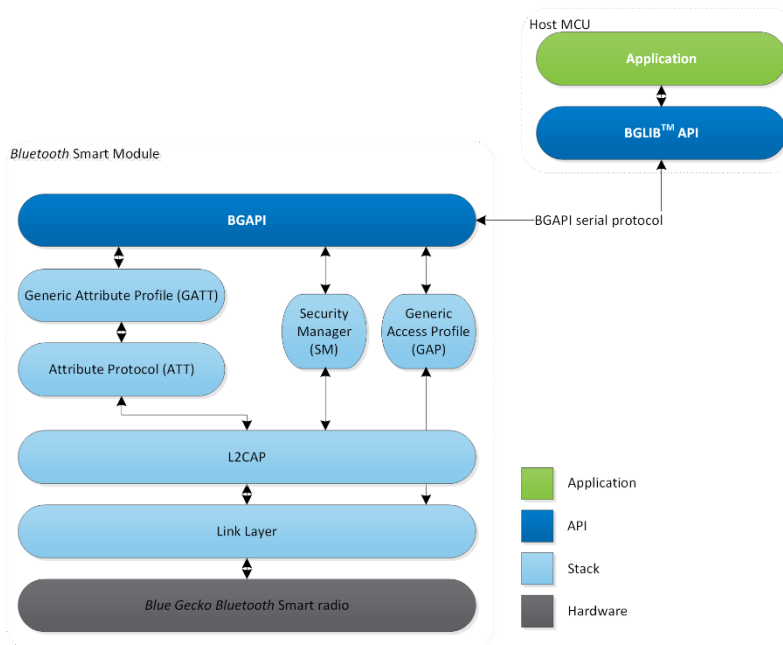 Host MCU
Application
BGLIB™ API
Bluetooth Smart Module
BGAPI
BGAPI serial protocol
Generic Attribute Profile (GATT)
Security
Manager
(SM)
Generic
Access Profile
(GAP)
Attribute Protocol (ATT)
L2CAP
Link Layer
Blue Gecko Bluetooth Smart radio
Application
API
Stack
Hardware